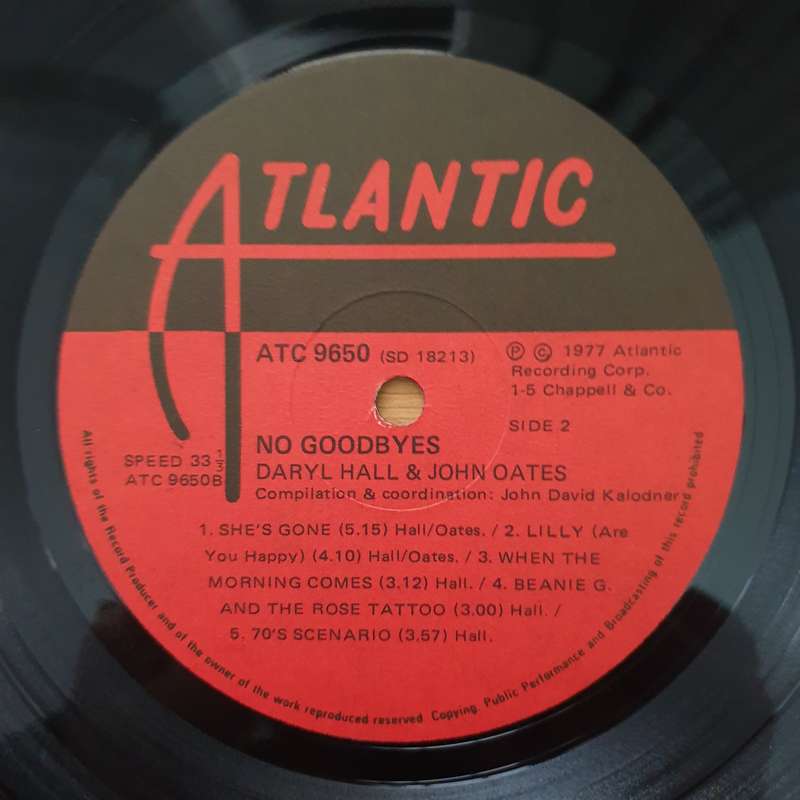 ATLANTIC
ATC 9650 (SD 18213)
Ⓟ © 1977 Atlantic
Recording Corp.
1-5 Chappell & Co.
SIDE 2
SPEED 33 1/3
ATC 9650B
NO GOODBYES
DARYL HALL & JOHN OATES
Compilation & coordination: John David Kalodner
1. SHE'S GONE (5.15) Hall/Oates. / 2. LILLY (Are
You Happy) (4.10) Hall/Oates. / 3. WHEN THE
MORNING COMES (3.12) Hall. / 4. BEANIE G.
AND THE ROSE TATTOO (3.00) Hall. /
5. 70'S SCENARIO (3.57) Hall.
All rights of the Record Producer and of the owner of the work reproduced reserved. Copying, Public Performance and Broadcasting of this record prohibited